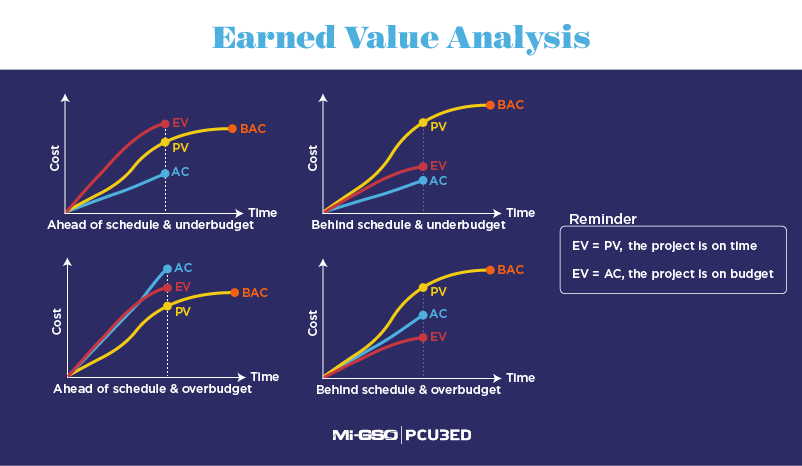 Earned Value Analysis
Cost
EV
PV
AC
BAC
Time
Ahead of schedule & underbudget
Cost
BAC
PV
EV
AC
Time
Behind schedule & underbudget
Cost
AC
EV
PV
BAC
Time
Ahead of schedule & overbudget
Cost
BAC
PV
AC
EV
Time
Behind schedule & overbudget
Reminder
EV = PV, the project is on time
EV = AC, the project is on budget
Mi-GSO | PCUBED